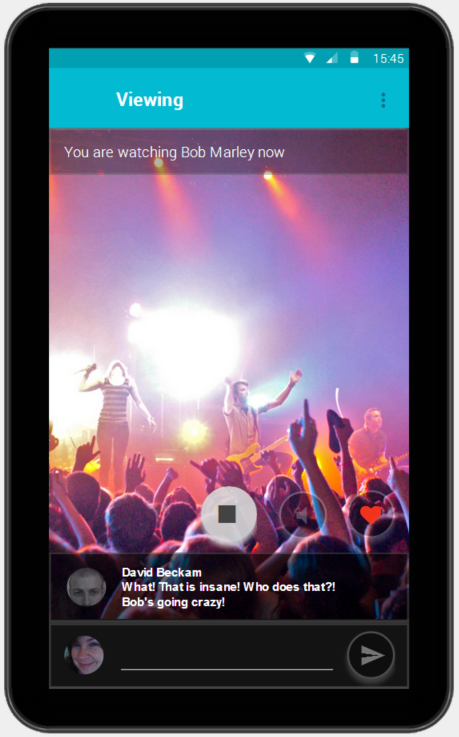 15:45
Viewing
You are watching Bob Marley now
David Beckam
What! That is insane! Who does that?!
Bob's going crazy!